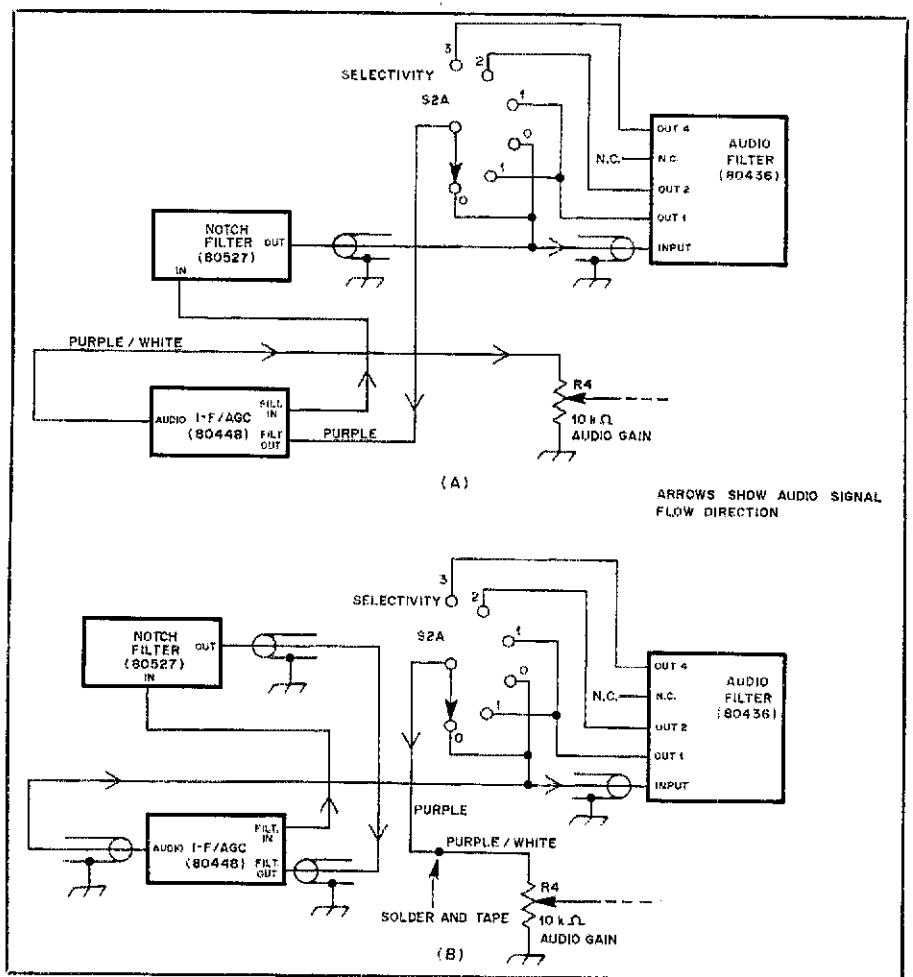 3
2
SELECTIVITY
1
S2A
OUT 4
AUDIO
FILTER
(80436)
0
N.C.
N.C.
1
OUT 2
0
OUT 1
NOTCH
FILTER
(80527)
OUT
INPUT
IN
PURPLE / WHITE
R4
AUDIO
I-F/AGC
(80448)
FILT.
IN
FILT.
OUT
PURPLE
10 kΩ
AUDIO GAIN
(A)
ARROWS SHOW AUDIO SIGNAL
FLOW DIRECTION
3
2
SELECTIVITY
S2A
1
NOTCH
FILTER
(80527)
OUT
IN
0
OUT 4
AUDIO
FILTER
(80436)
N.C.
N.C.
1
OUT 2
0
OUT 1
INPUT
PURPLE
AUDIO
I-F/AGC
(80448)
FILT.
IN
FILT.
OUT
PURPLE/WHITE
R4
SOLDER AND TAPE
10 kΩ
AUDIO GAIN
(B)